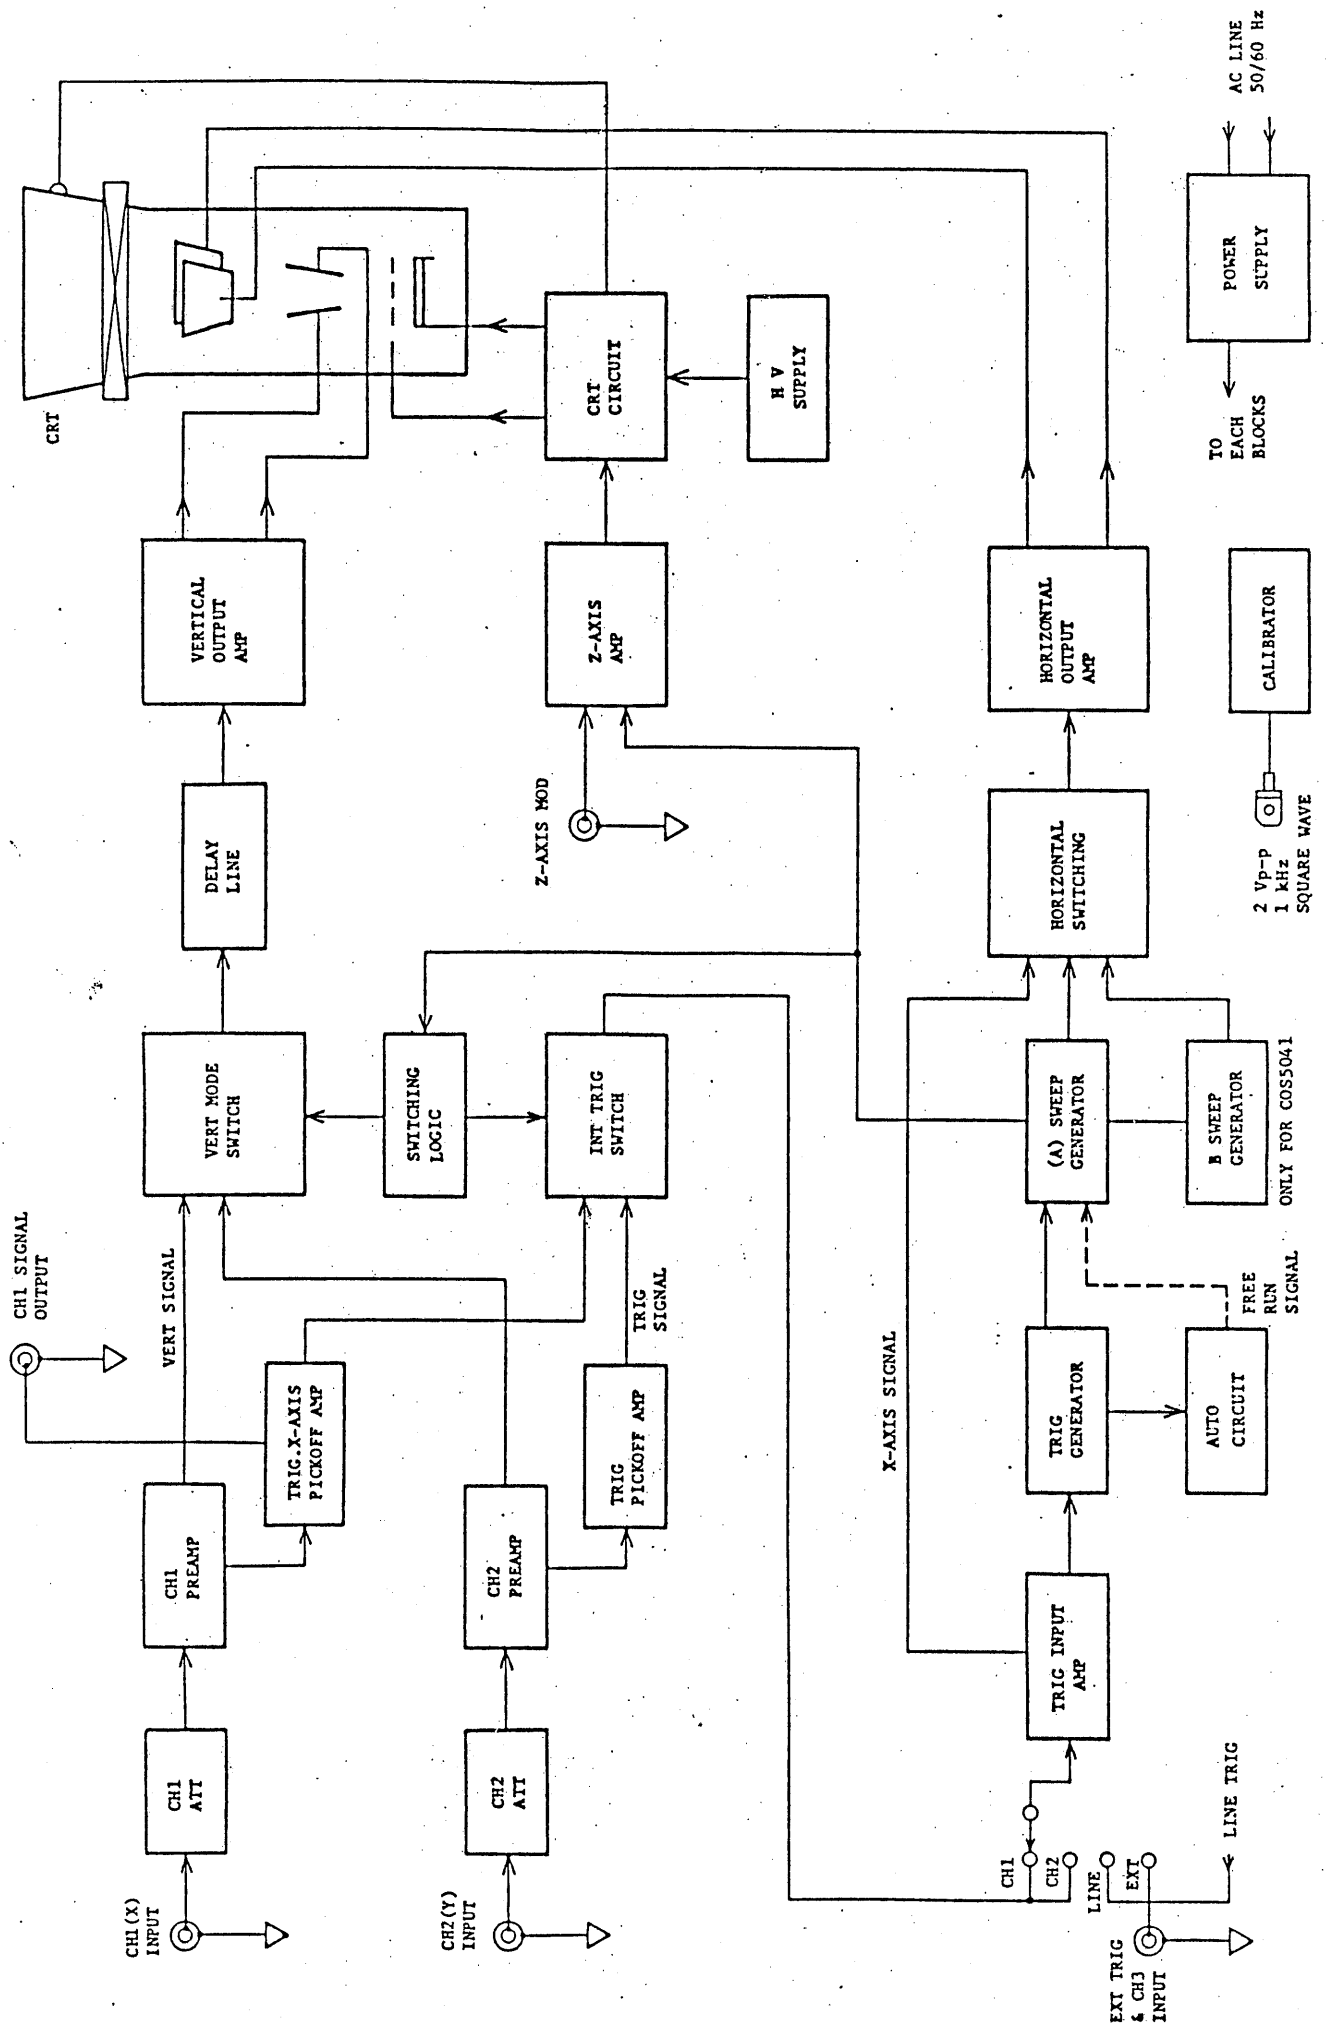 CH1(X)
INPUT
CH1
ATT
CH1
PREAMP
CH1 SIGNAL
OUTPUT
VERT SIGNAL
TRIG.X-AXIS
PICKOFF AMP
VERT MODE
SWITCH
DELAY
LINE
VERTICAL
OUTPUT
AMP
CRT
CH2(Y)
INPUT
CH2
ATT
CH2
PREAMP
TRIG
PICKOFF AMP
TRIG
SIGNAL
SWITCHING
LOGIC
INT TRIG
SWITCH
Z-AXIS MOD
Z-AXIS
AMP
CRT
CIRCUIT
H V
SUPPLY
EXT TRIG
& CH3
INPUT
CH1
CH2
LINE
EXT
LINE TRIG
TRIG INPUT
AMP
X-AXIS SIGNAL
TRIG
GENERATOR
AUTO
CIRCUIT
FREE
RUN
SIGNAL
(A) SWEEP
GENERATOR
B SWEEP
GENERATOR
ONLY FOR COS5041
HORIZONTAL
SWITCHING
HORIZONTAL
OUTPUT
AMP
2 Vp-p
1 kHz
SQUARE WAVE
CALIBRATOR
TO
EACH
BLOCKS
POWER
SUPPLY
AC LINE
50/60 Hz